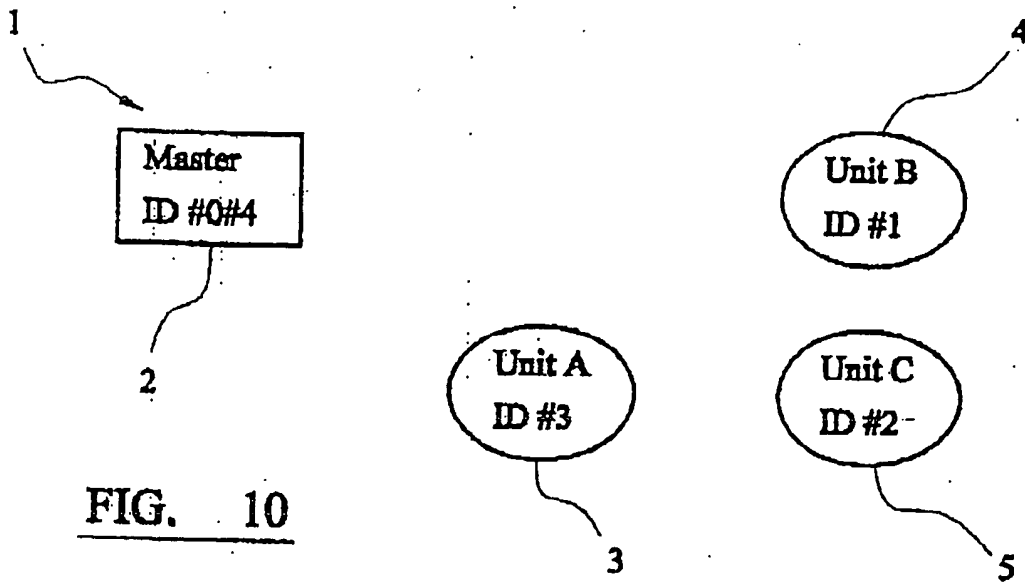 1
4
Master
ID #0#4
Unit B
ID #1
2
Unit A
ID #3
Unit C
ID #2
FIG. 10
3
5